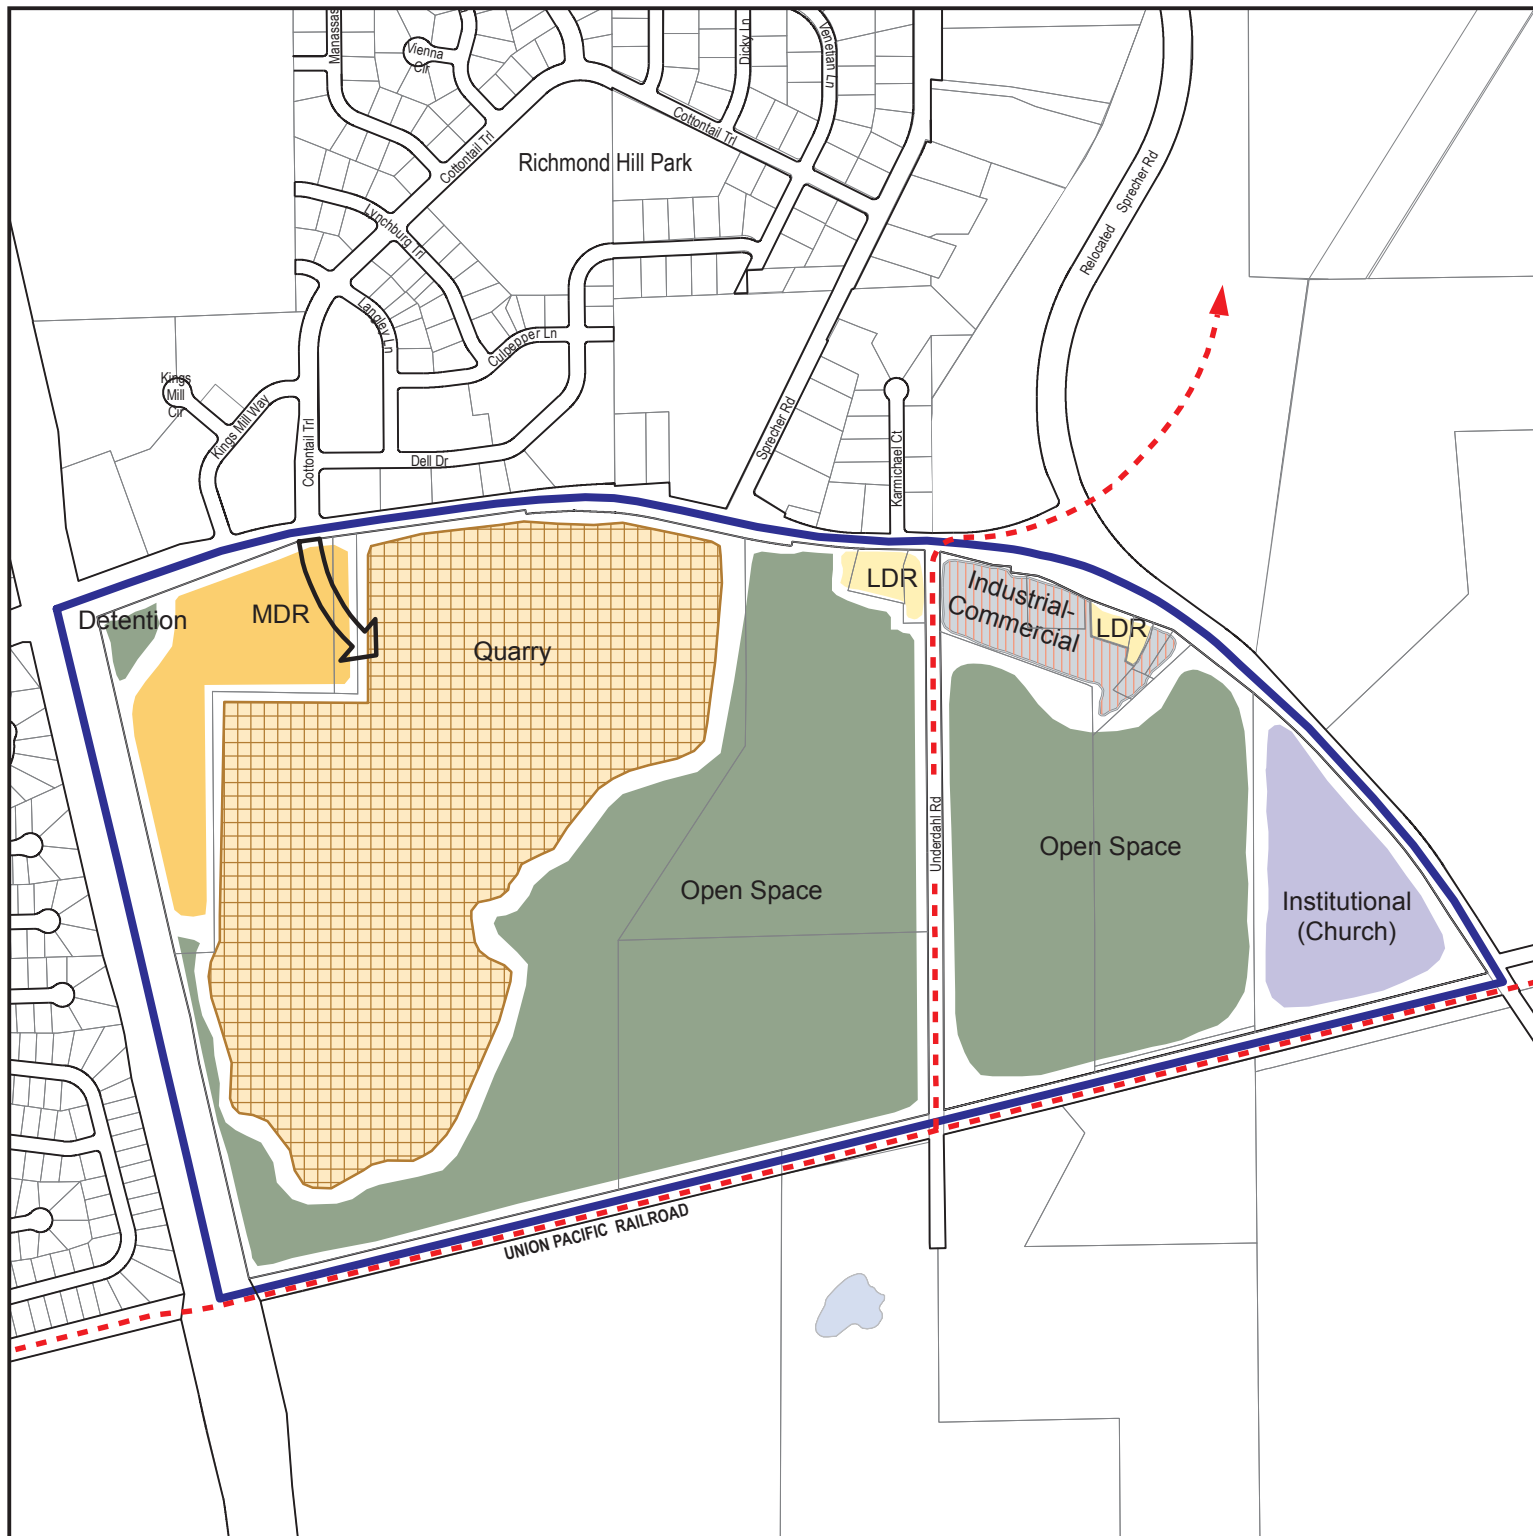 Manassas
Vienna
Cir
Dicky Ln
Venetian Ln
Cottontail Trl
Cottontail Trl
Richmond Hill Park
Relocated Sprecher Rd
Lynchburg Trl
Langley Ln
Culpepper Ln
Kings
Mill
Cir
Kings Mill Way
Cottontail Trl
Dell Dr
Sprecher Rd
Karmichael Ct
Detention
MDR
Quarry
LDR
Industrial-
Commercial
LDR
Underdahl Rd
Open Space
Open Space
Institutional
(Church)
UNION PACIFIC RAILROAD